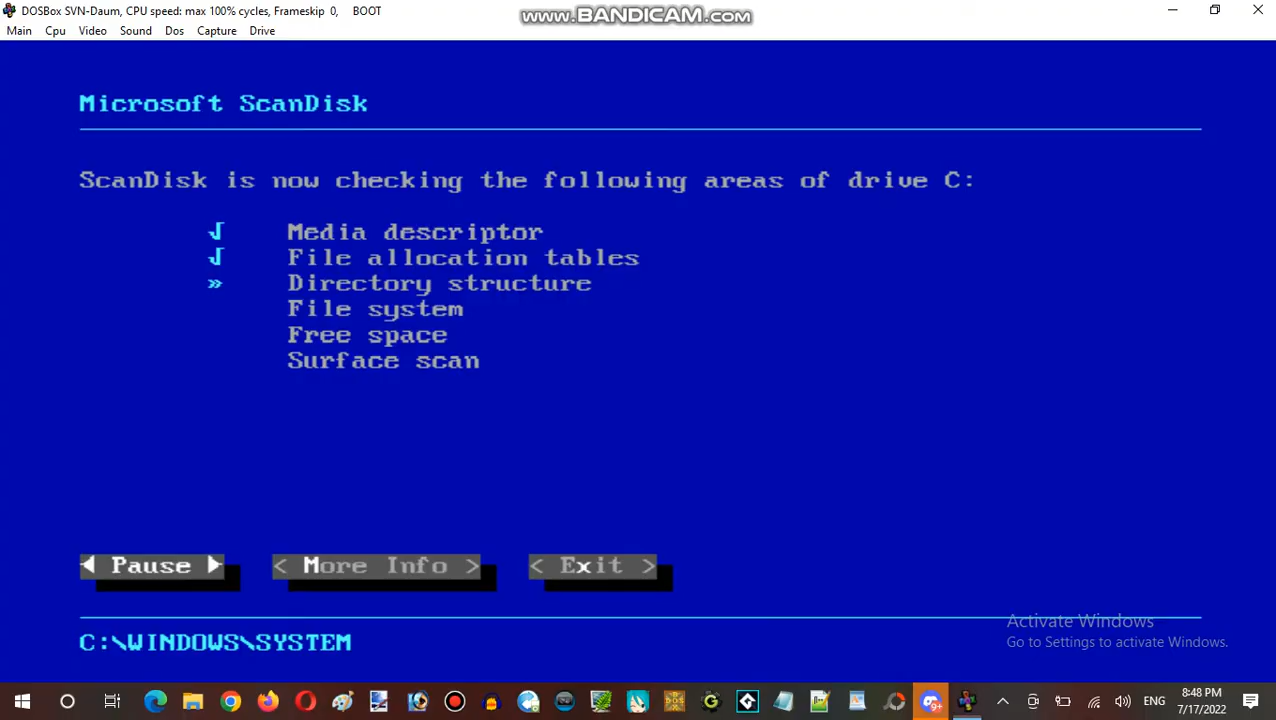 DOSBox SVN-Daum, CPU speed: max 100% cycles, Frameskip 0, BOOT
www.BANDICAM.com
Main Cpu Video Sound Dos Capture Drive
Microsoft ScanDisk
ScanDisk is now checking the following areas of drive C:
√ Media descriptor
√ File allocation tables
» Directory structure
File system
Free space
Surface scan
◄ Pause ► < More Info > < Exit >
Activate Windows
Go to Settings to activate Windows.
C:\WINDOWS\SYSTEM
ENG
8:48 PM
7/17/2022